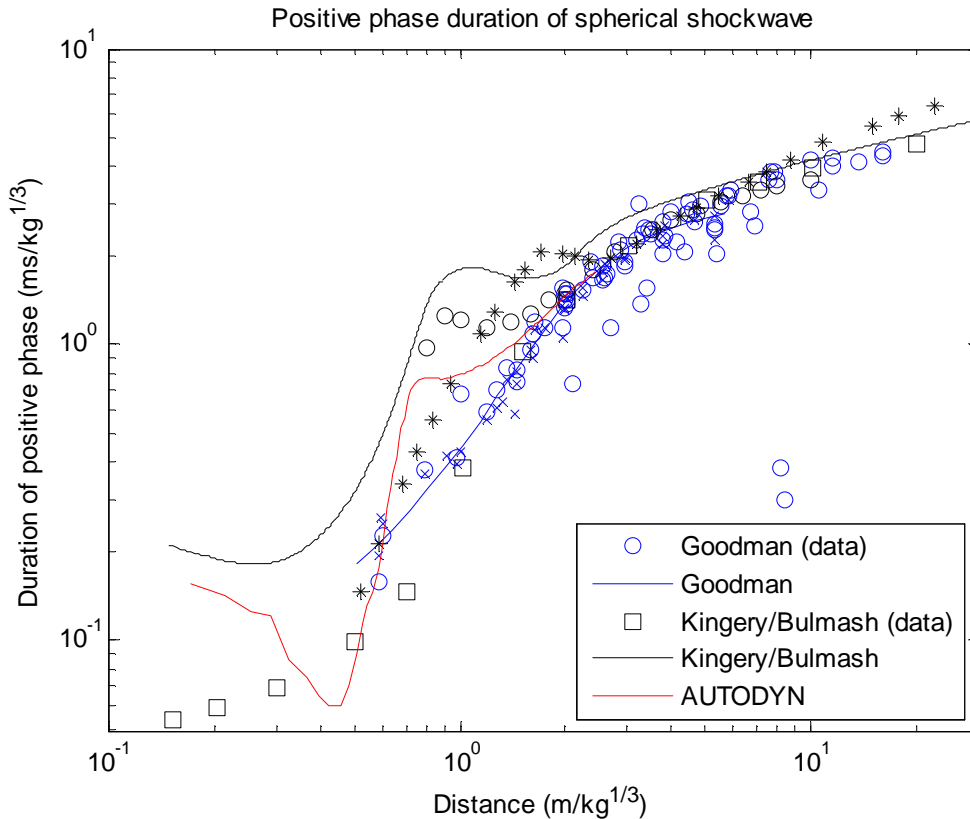 Positive phase duration of spherical shockwave
10^1
10^0
10^-1
Duration of positive phase (ms/kg^1/3)
Goodman (data)
Goodman
Kingery/Bulmash (data)
Kingery/Bulmash
AUTODYN
10^-1 10^0 10^1
Distance (m/kg^1/3)